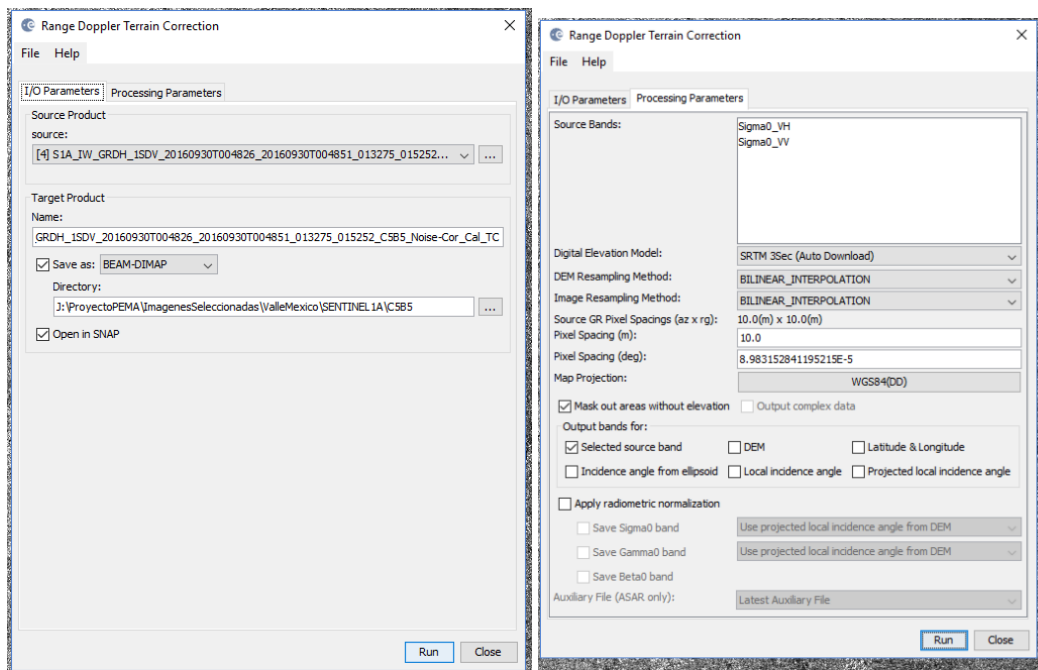 Range Doppler Terrain Correction
File Help
I/O Parameters Processing Parameters
Source Product
source:
[4] S1A_IW_GRDH_1SDV_20160930T004826_20160930T004851_013275_015252... ...
Target Product
Name:
GRDH_1SDV_20160930T004826_20160930T004851_013275_015252_C5B5_Noise-Cor_Cal_TC
Save as: BEAM-DIMAP
Directory:
J:\ProyectoPEMA\ImagenesSeleccionadas\ValleMexico\SENTINEL1A\C5B5 ...
Open in SNAP
Run Close
Range Doppler Terrain Correction
File Help
I/O Parameters Processing Parameters
Source Bands: Sigma0_VH
Sigma0_VV
Digital Elevation Model: SRTM 3Sec (Auto Download)
DEM Resampling Method: BILINEAR_INTERPOLATION
Image Resampling Method: BILINEAR_INTERPOLATION
Source GR Pixel Spacings (az x rg): 10.0(m) x 10.0(m)
Pixel Spacing (m): 10.0
Pixel Spacing (deg): 8.983152841195215E-5
Map Projection: WGS84(DD)
Mask out areas without elevation Output complex data
Output bands for:
Selected source band DEM Latitude & Longitude
Incidence angle from ellipsoid Local incidence angle Projected local incidence angle
Apply radiometric normalization
Save Sigma0 band Use projected local incidence angle from DEM
Save Gamma0 band Use projected local incidence angle from DEM
Save Beta0 band
Auxiliary File (ASAR only): Latest Auxiliary File
Run Close